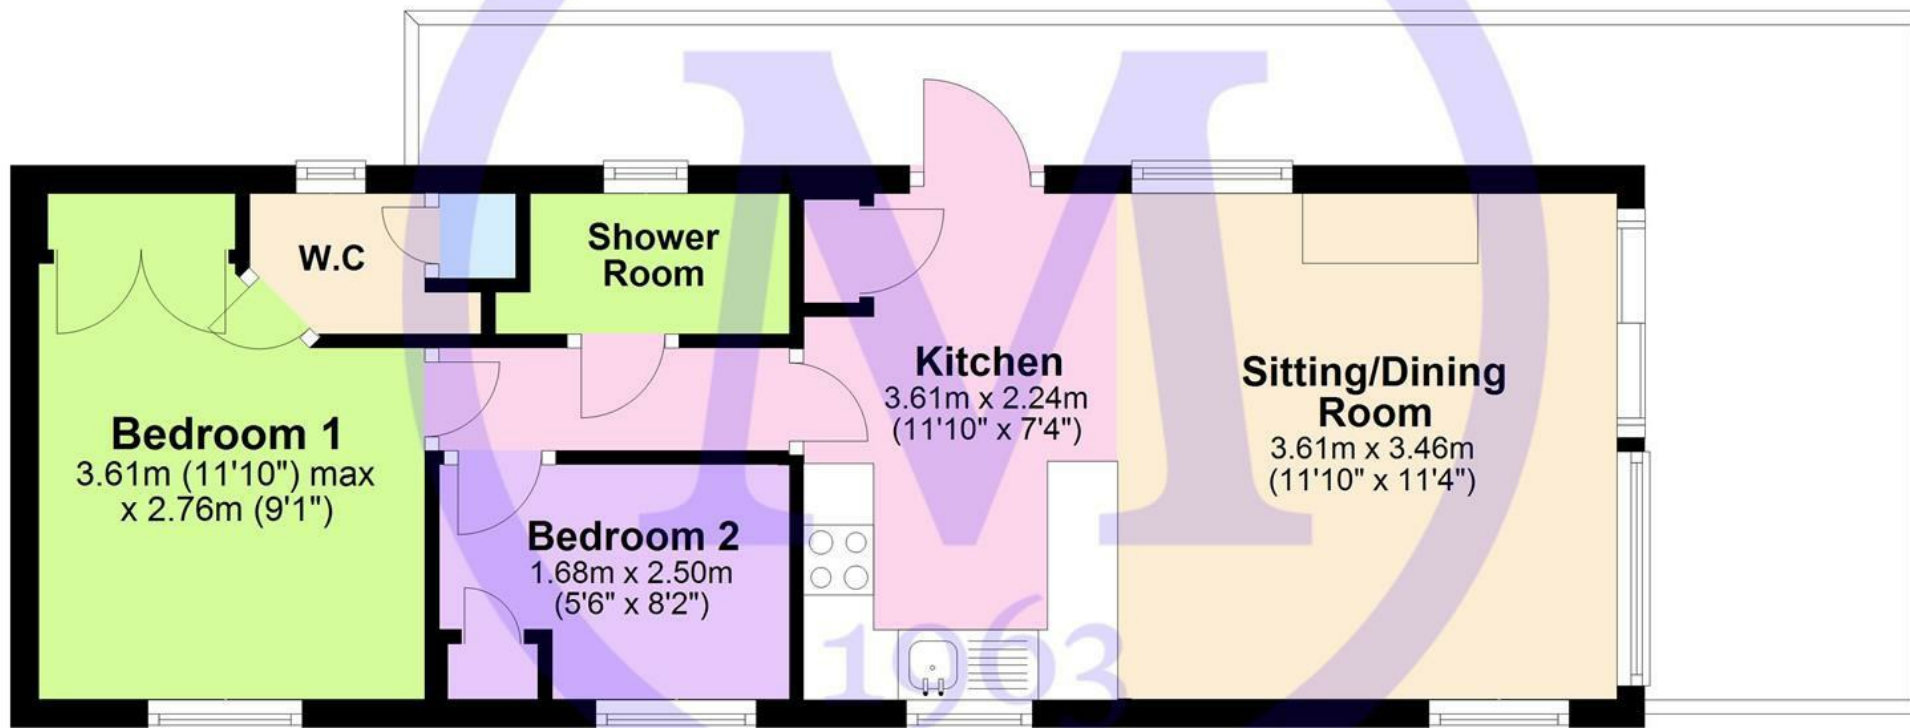 W.C
Shower
Room
Kitchen
3.61m x 2.24m
(11'10" x 7'4")
Sitting/Dining
Room
3.61m x 3.46m
(11'10" x 11'4")
Bedroom 1
3.61m (11'10") max
x 2.76m (9'1")
Bedroom 2
1.68m x 2.50m
(5'6" x 8'2")
M
1963